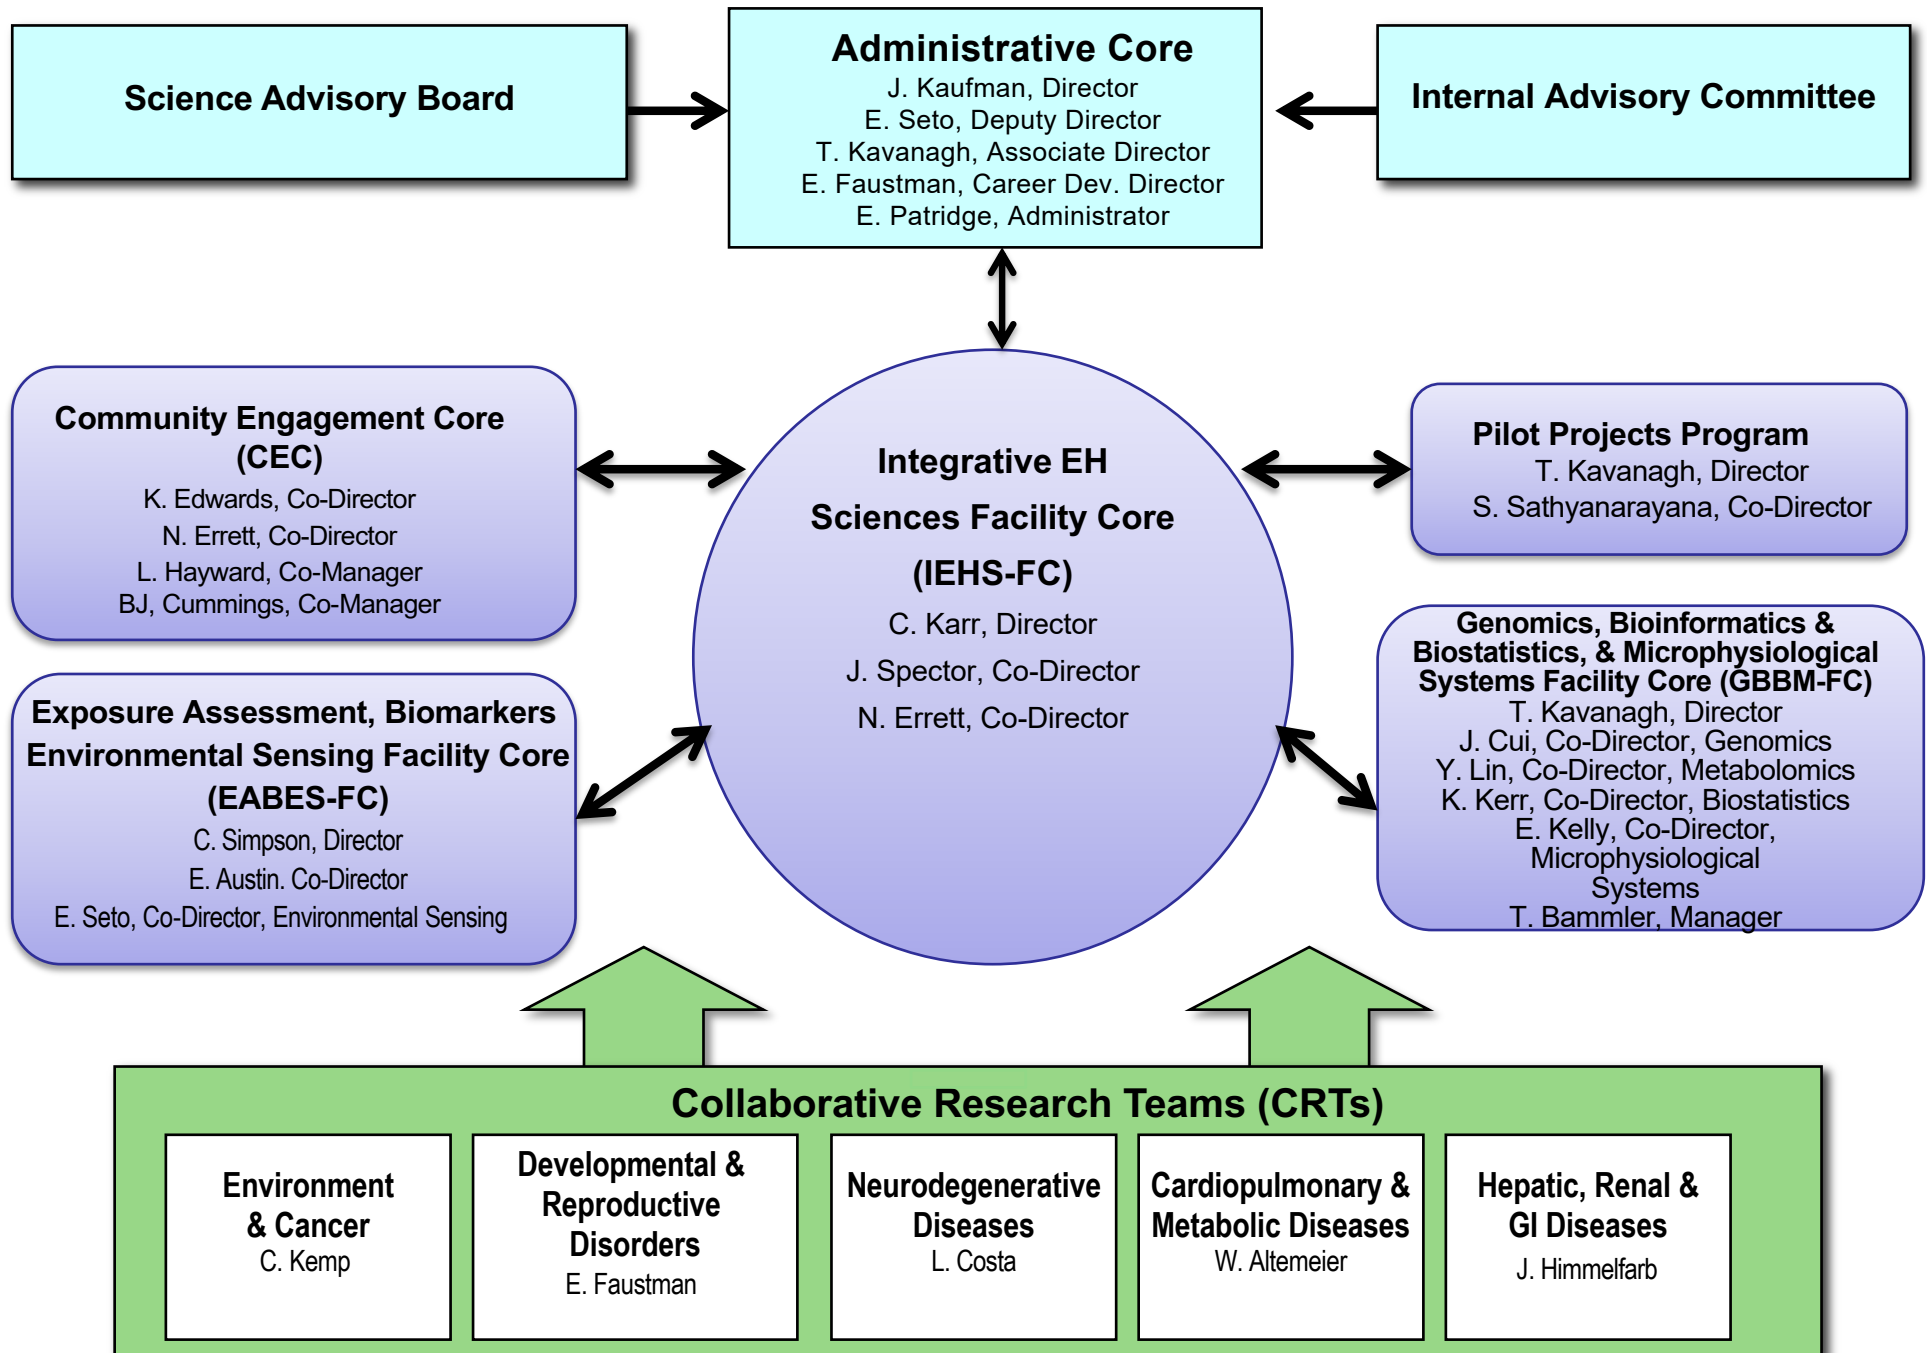 Science Advisory Board
Administrative Core
J. Kaufman, Director
E. Seto, Deputy Director
T. Kavanagh, Associate Director
E. Faustman, Career Dev. Director
E. Patridge, Administrator
Internal Advisory Committee
Community Engagement Core
(CEC)
K. Edwards, Co-Director
N. Errett, Co-Director
L. Hayward, Co-Manager
BJ, Cummings, Co-Manager
Integrative EH
Sciences Facility Core
(IEHS-FC)
C. Karr, Director
J. Spector, Co-Director
N. Errett, Co-Director
Pilot Projects Program
T. Kavanagh, Director
S. Sathyanarayana, Co-Director
Exposure Assessment, Biomarkers
Environmental Sensing Facility Core
(EABES-FC)
C. Simpson, Director
E. Austin. Co-Director
E. Seto, Co-Director, Environmental Sensing
Genomics, Bioinformatics &
Biostatistics, & Microphysiological
Systems Facility Core (GBBM-FC)
T. Kavanagh, Director
J. Cui, Co-Director, Genomics
Y. Lin, Co-Director, Metabolomics
K. Kerr, Co-Director, Biostatistics
E. Kelly, Co-Director,
Microphysiological
Systems
T. Bammler, Manager
Collaborative Research Teams (CRTs)
Environment
& Cancer
C. Kemp
Developmental &
Reproductive
Disorders
E. Faustman
Neurodegenerative
Diseases
L. Costa
Cardiopulmonary &
Metabolic Diseases
W. Altemeier
Hepatic, Renal &
GI Diseases
J. Himmelfarb